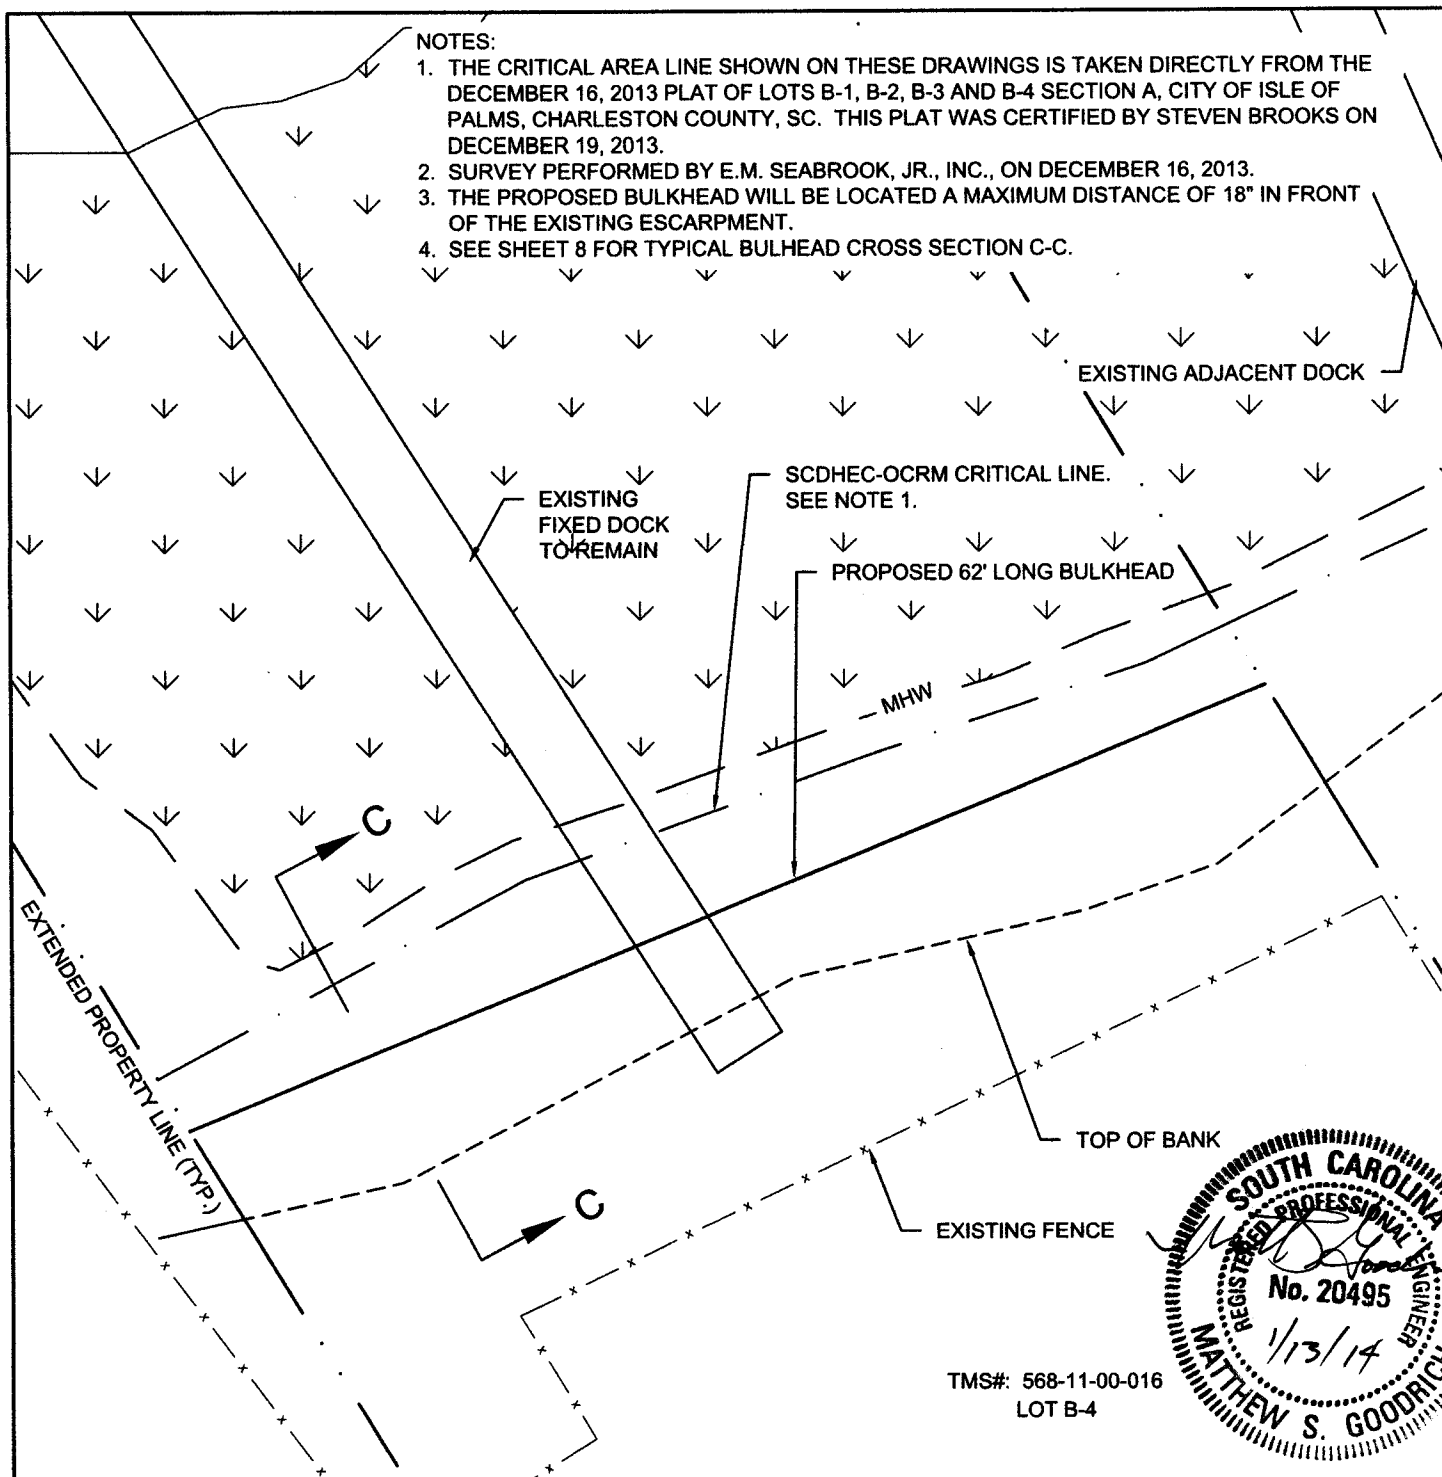 NOTES:
1. THE CRITICAL AREA LINE SHOWN ON THESE DRAWINGS IS TAKEN DIRECTLY FROM THE
DECEMBER 16, 2013 PLAT OF LOTS B-1, B-2, B-3 AND B-4 SECTION A, CITY OF ISLE OF
PALMS, CHARLESTON COUNTY, SC. THIS PLAT WAS CERTIFIED BY STEVEN BROOKS ON
DECEMBER 19, 2013.
2. SURVEY PERFORMED BY E.M. SEABROOK, JR., INC., ON DECEMBER 16, 2013.
3. THE PROPOSED BULKHEAD WILL BE LOCATED A MAXIMUM DISTANCE OF 18" IN FRONT
OF THE EXISTING ESCARPMENT.
4. SEE SHEET 8 FOR TYPICAL BULHEAD CROSS SECTION C-C.
EXISTING ADJACENT DOCK
SCDHEC-OCRM CRITICAL LINE.
SEE NOTE 1.
EXISTING
FIXED DOCK
TO REMAIN
PROPOSED 62' LONG BULKHEAD
MHW
C
EXTENDED PROPERTY LINE (TYP.)
TOP OF BANK
C
EXISTING FENCE
SOUTH CAROLINA
REGISTERED PROFESSIONAL ENGINEER
No. 20495
1/13/14
MATTHEW S. GOODRICH
TMS#: 568-11-00-016
LOT B-4